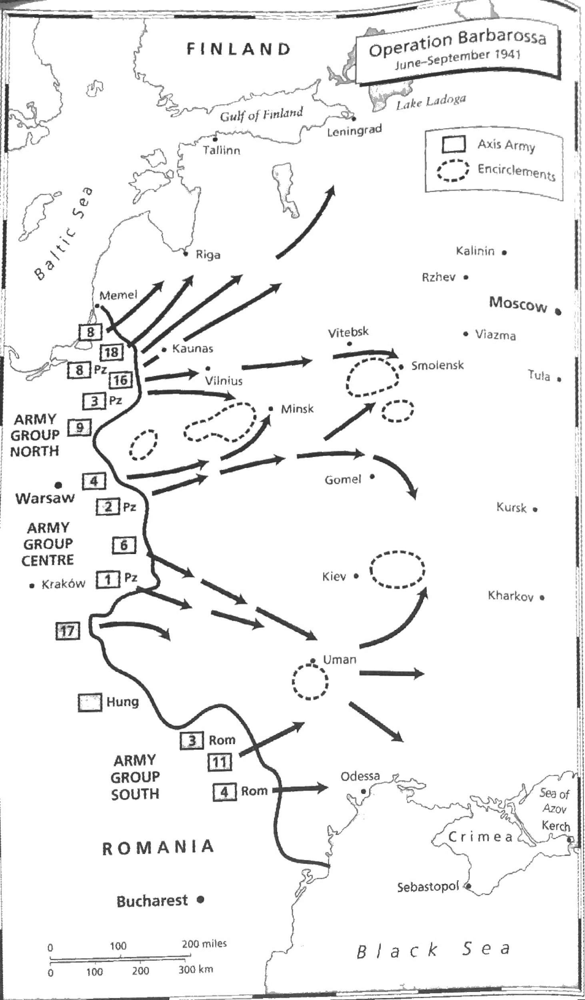 Operation Barbarossa
June–September 1941
FINLAND
Lake Ladoga
Gulf of Finland
Leningrad
Tallinn
Axis Army
Encirclements
Baltic Sea
Riga
Kalinin
Rzhev
Memel
Moscow
8
Vitebsk
Viazma
18
Kaunas
8 Pz
Smolensk
16
Vilnius
Tula
3 Pz
Minsk
ARMY
GROUP
NORTH
9
4
Gomel
Warsaw
2 Pz
Kursk
ARMY
GROUP
CENTRE
6
Kraków
1 Pz
Kiev
Kharkov
17
Uman
Hung
3 Rom
11
ARMY
GROUP
SOUTH
4 Rom
Odessa
Sea of
Azov
Kerch
Crimea
ROMANIA
Sebastopol
Bucharest
0 100 200 miles
0 100 200 300 km
Black Sea